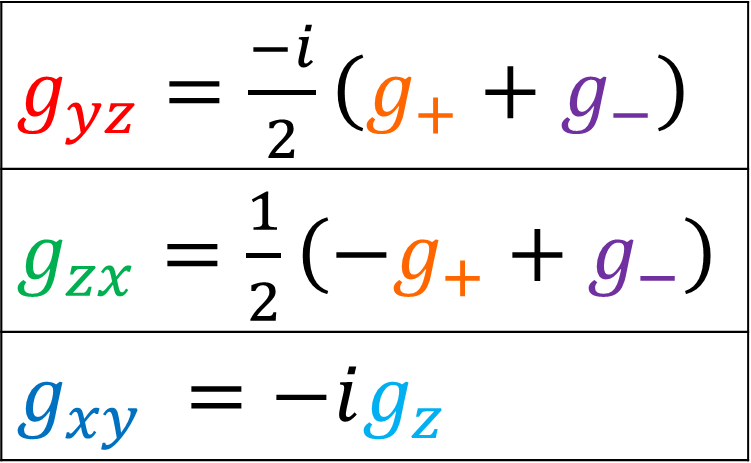 g_{yz} = \frac{-i}{2}(g_+ + g_-)
g_{zx} = \frac{1}{2}(-g_+ + g_-)
g_{xy} = -ig_z